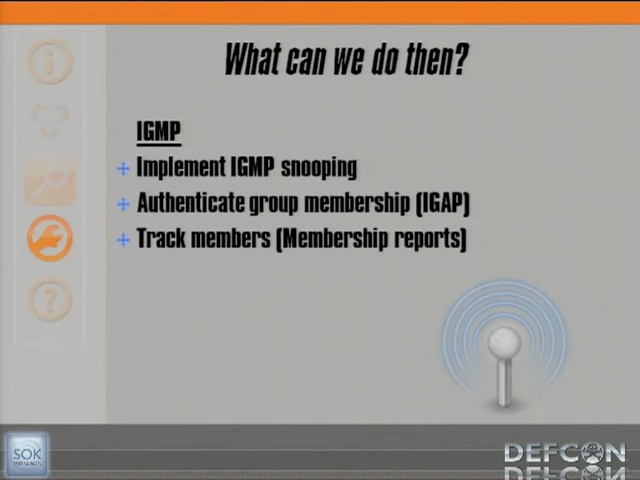 What can we do then?
IGMP
Implement IGMP snooping
Authenticate group membership (IGAP)
Track members (Membership reports)
i
?
SOK
PRESENTS
DEFCON